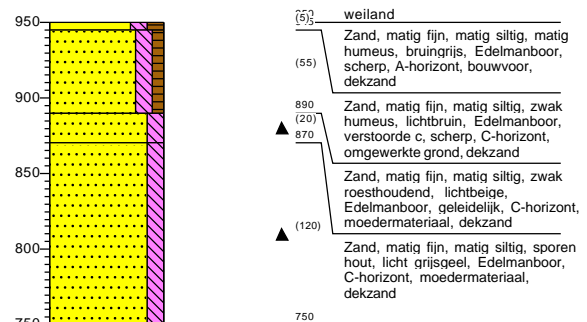 950
900
850
800
750
(5)
(55)
890
(20)
870
(120)
750
weiland
Zand, matig fijn, matig siltig, matig
humeus, bruingrijs, Edelmanboor,
scherp, A-horizont, bouwvoor,
dekzand
Zand, matig fijn, matig siltig, zwak
humeus, lichtbruin, Edelmanboor,
verstoorde c, scherp, C-horizont,
omgewerkte grond, dekzand
Zand, matig fijn, matig siltig, zwak
roesthoudend, lichtbeige,
Edelmanboor, geleidelijk, C-horizont,
moedermateriaal, dekzand
Zand, matig fijn, matig siltig, sporen
hout, licht grijsgeel, Edelmanboor,
C-horizont, moedermateriaal,
dekzand